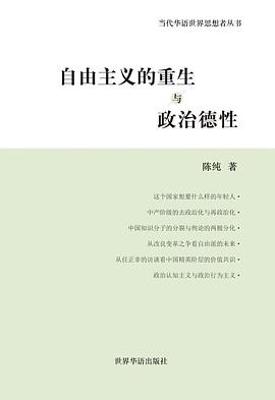 当代华语世界思想者丛书
自由主义的重生
与
政治德性
陈纯 著
这个国家想要什么样的年轻人
中产阶级的去政治化与再政治化
中国知识分子的分裂与舆论的两极分化
从改良变革之争看自由派的未来
从任正非的访谈看中国精英阶层的价值共识
政治认知主义与政治行为主义
世界华语出版社